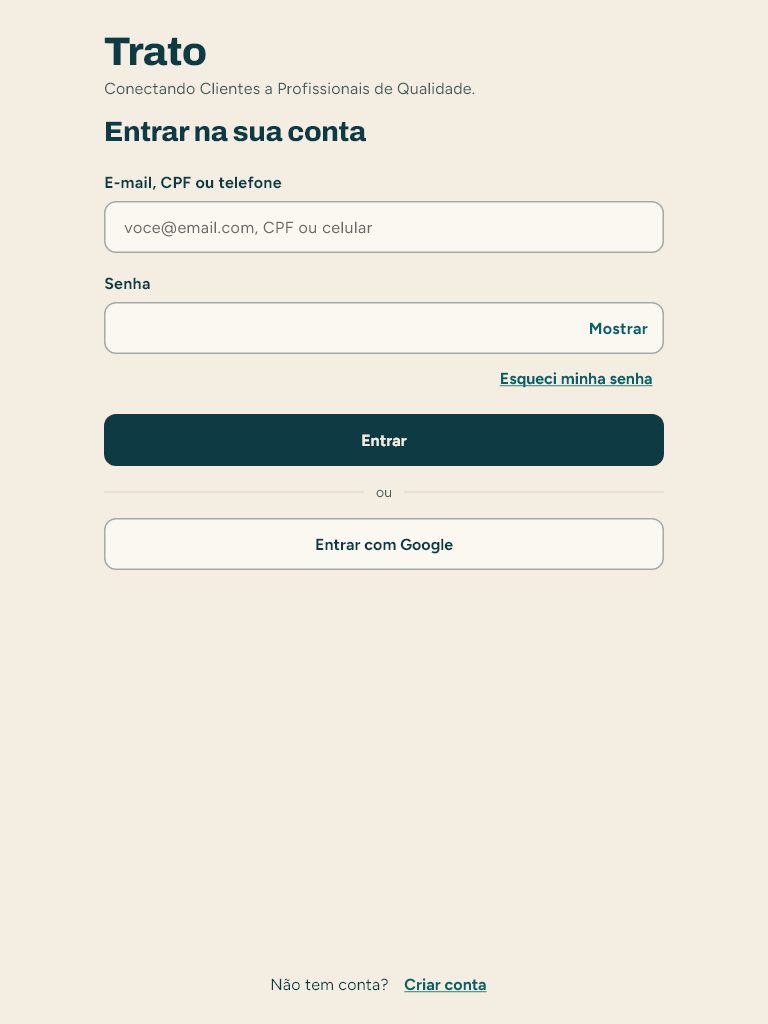 Trato
Conectando Clientes a Profissionais de Qualidade.
Entrar na sua conta
E-mail, CPF ou telefone
voce@email.com, CPF ou celular
Senha
Mostrar
Esqueci minha senha
Entrar
ou
Entrar com Google
Não tem conta? Criar conta